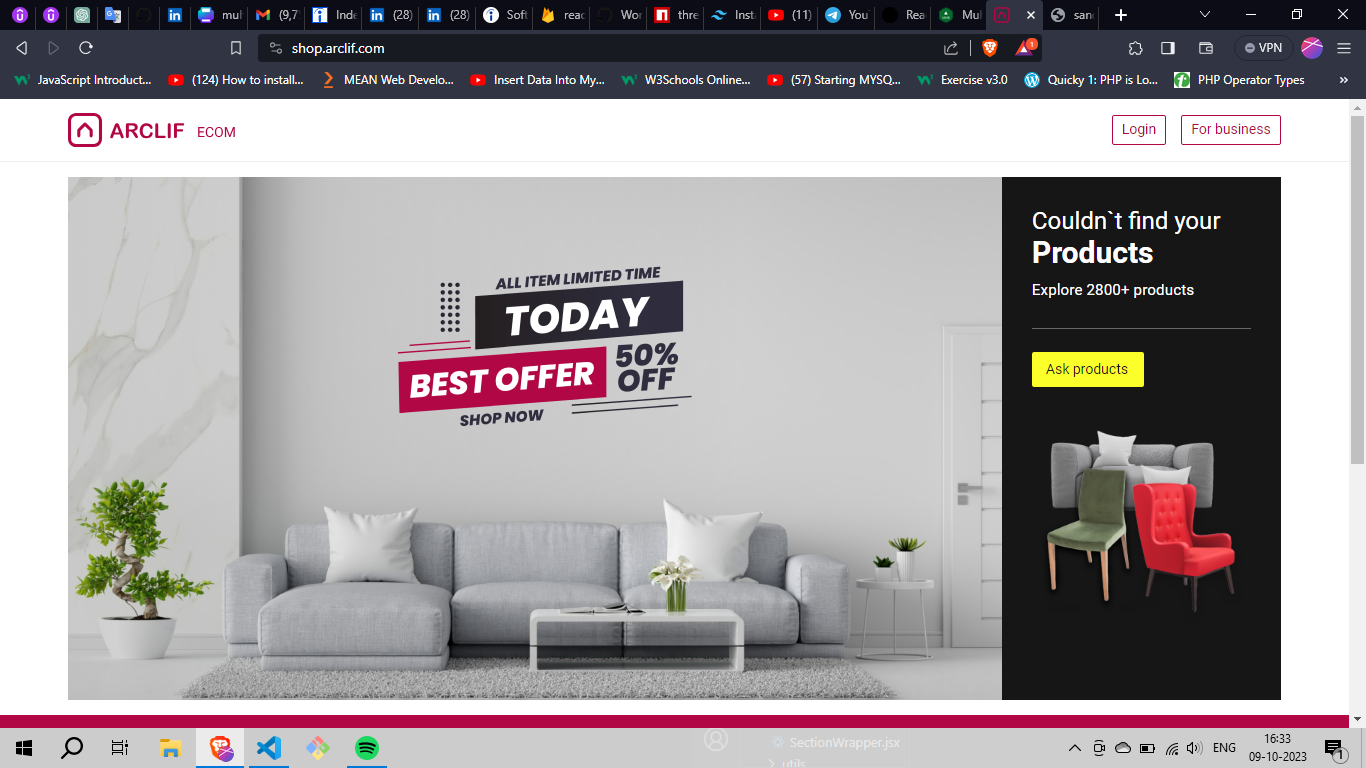 muh
(9,7
Inde
(28)
(28)
Soft
reac
Wor
thre
Inst
(11)
You
Rea
Mul
sand
shop.arclif.com
1
VPN
JavaScript Introduct...
(124) How to install...
MEAN Web Develo...
Insert Data Into My...
W3Schools Online...
(57) Starting MYSQ...
Exercise v3.0
Quicky 1: PHP is Lo...
PHP Operator Types
ARCLIF ECOM
Login
For business
ALL ITEM LIMITED TIME
TODAY
BEST OFFER
50%
OFF
SHOP NOW
Couldn`t find your
Products
Explore 2800+ products
Ask products
SectionWrapper.jsx
utils
ENG
16:33
09-10-2023
1